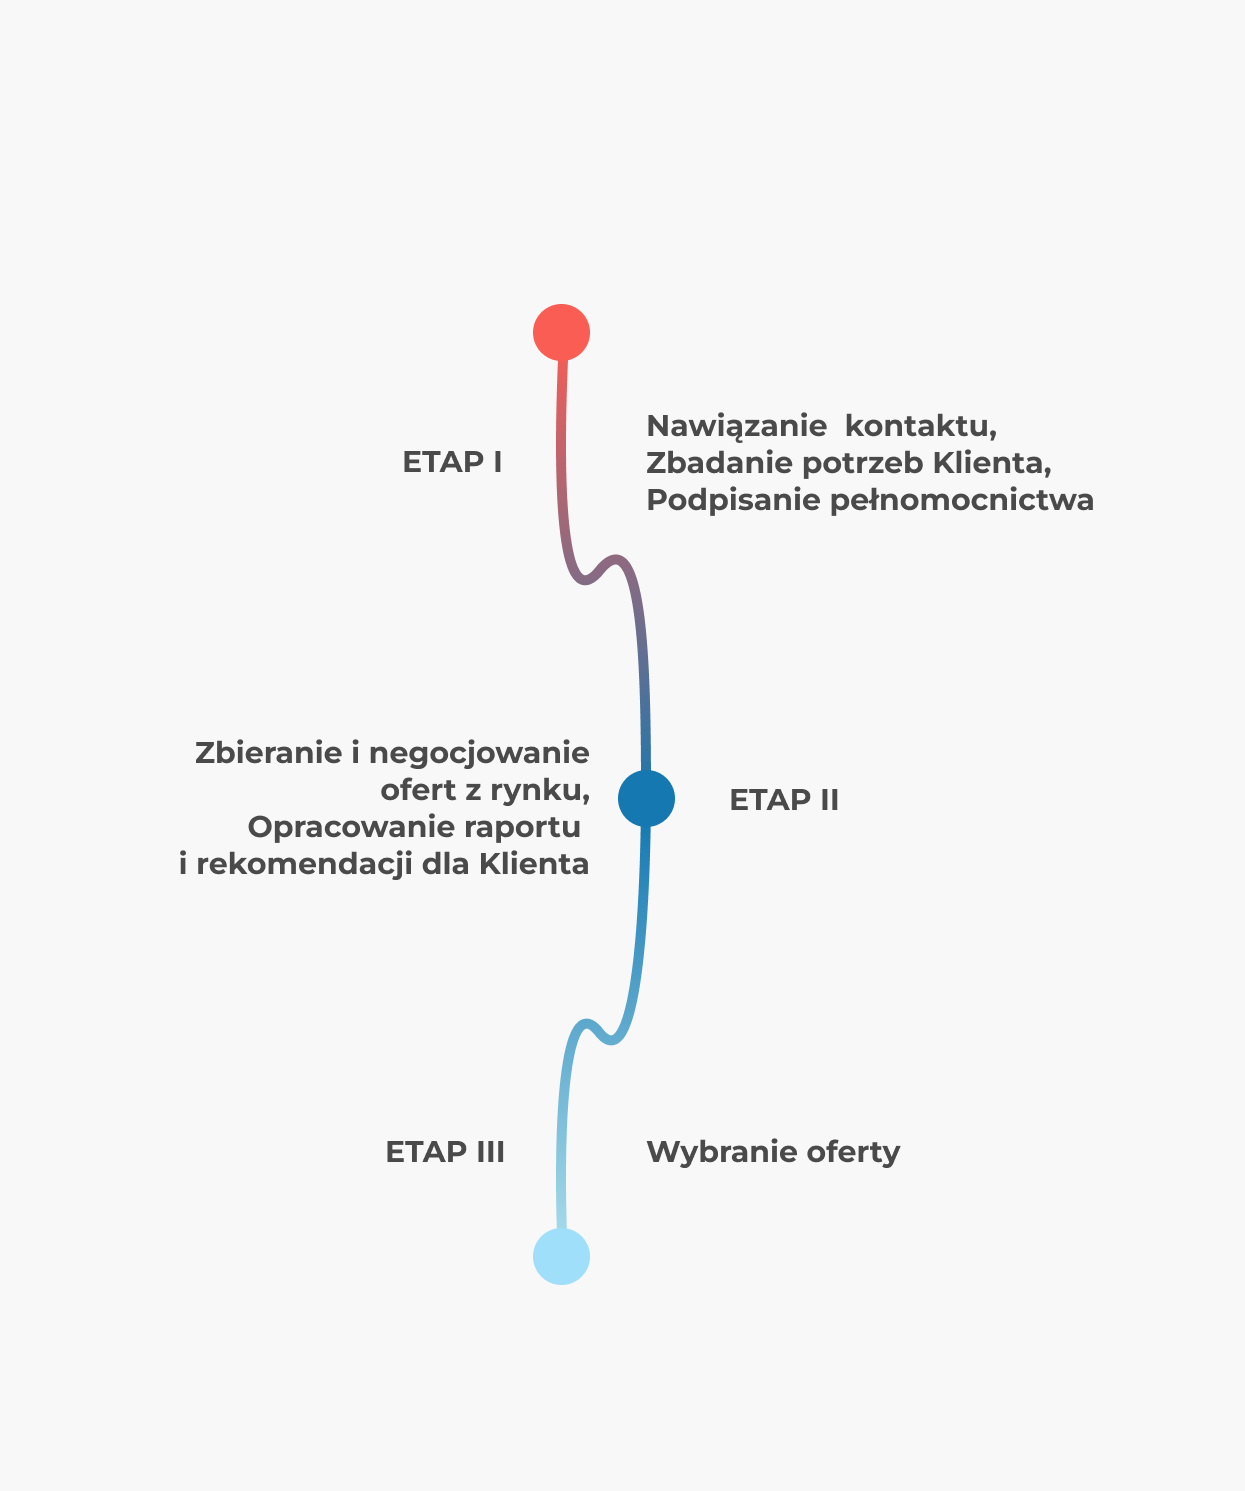 ETAP I
Nawiązanie kontaktu,
Zbadanie potrzeb Klienta,
Podpisanie pełnomocnictwa
Zbieranie i negocjowanie
ofert z rynku,
Opracowanie raportu
i rekomendacji dla Klienta
ETAP II
ETAP III
Wybranie oferty